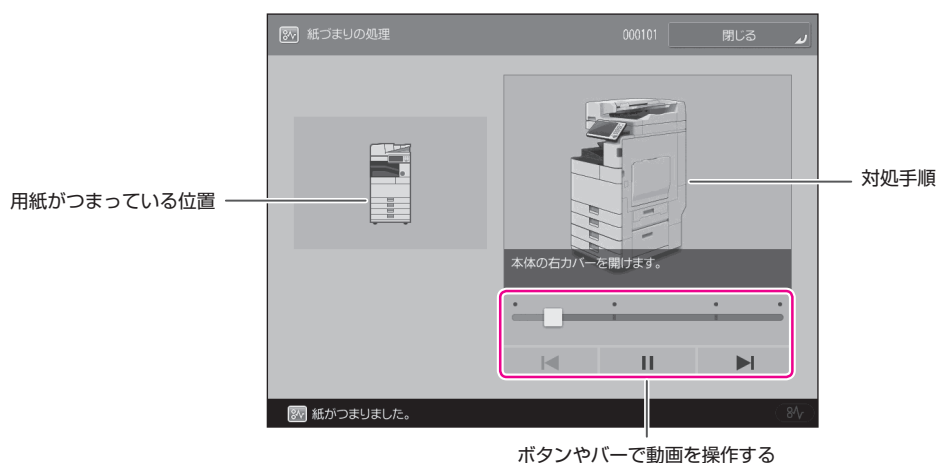 紙づまりの処理
000101
閉じる
用紙がつまっている位置
対処手順
本体の右カバーを開けます。
紙がつまりました。
ボタンやバーで動画を操作する